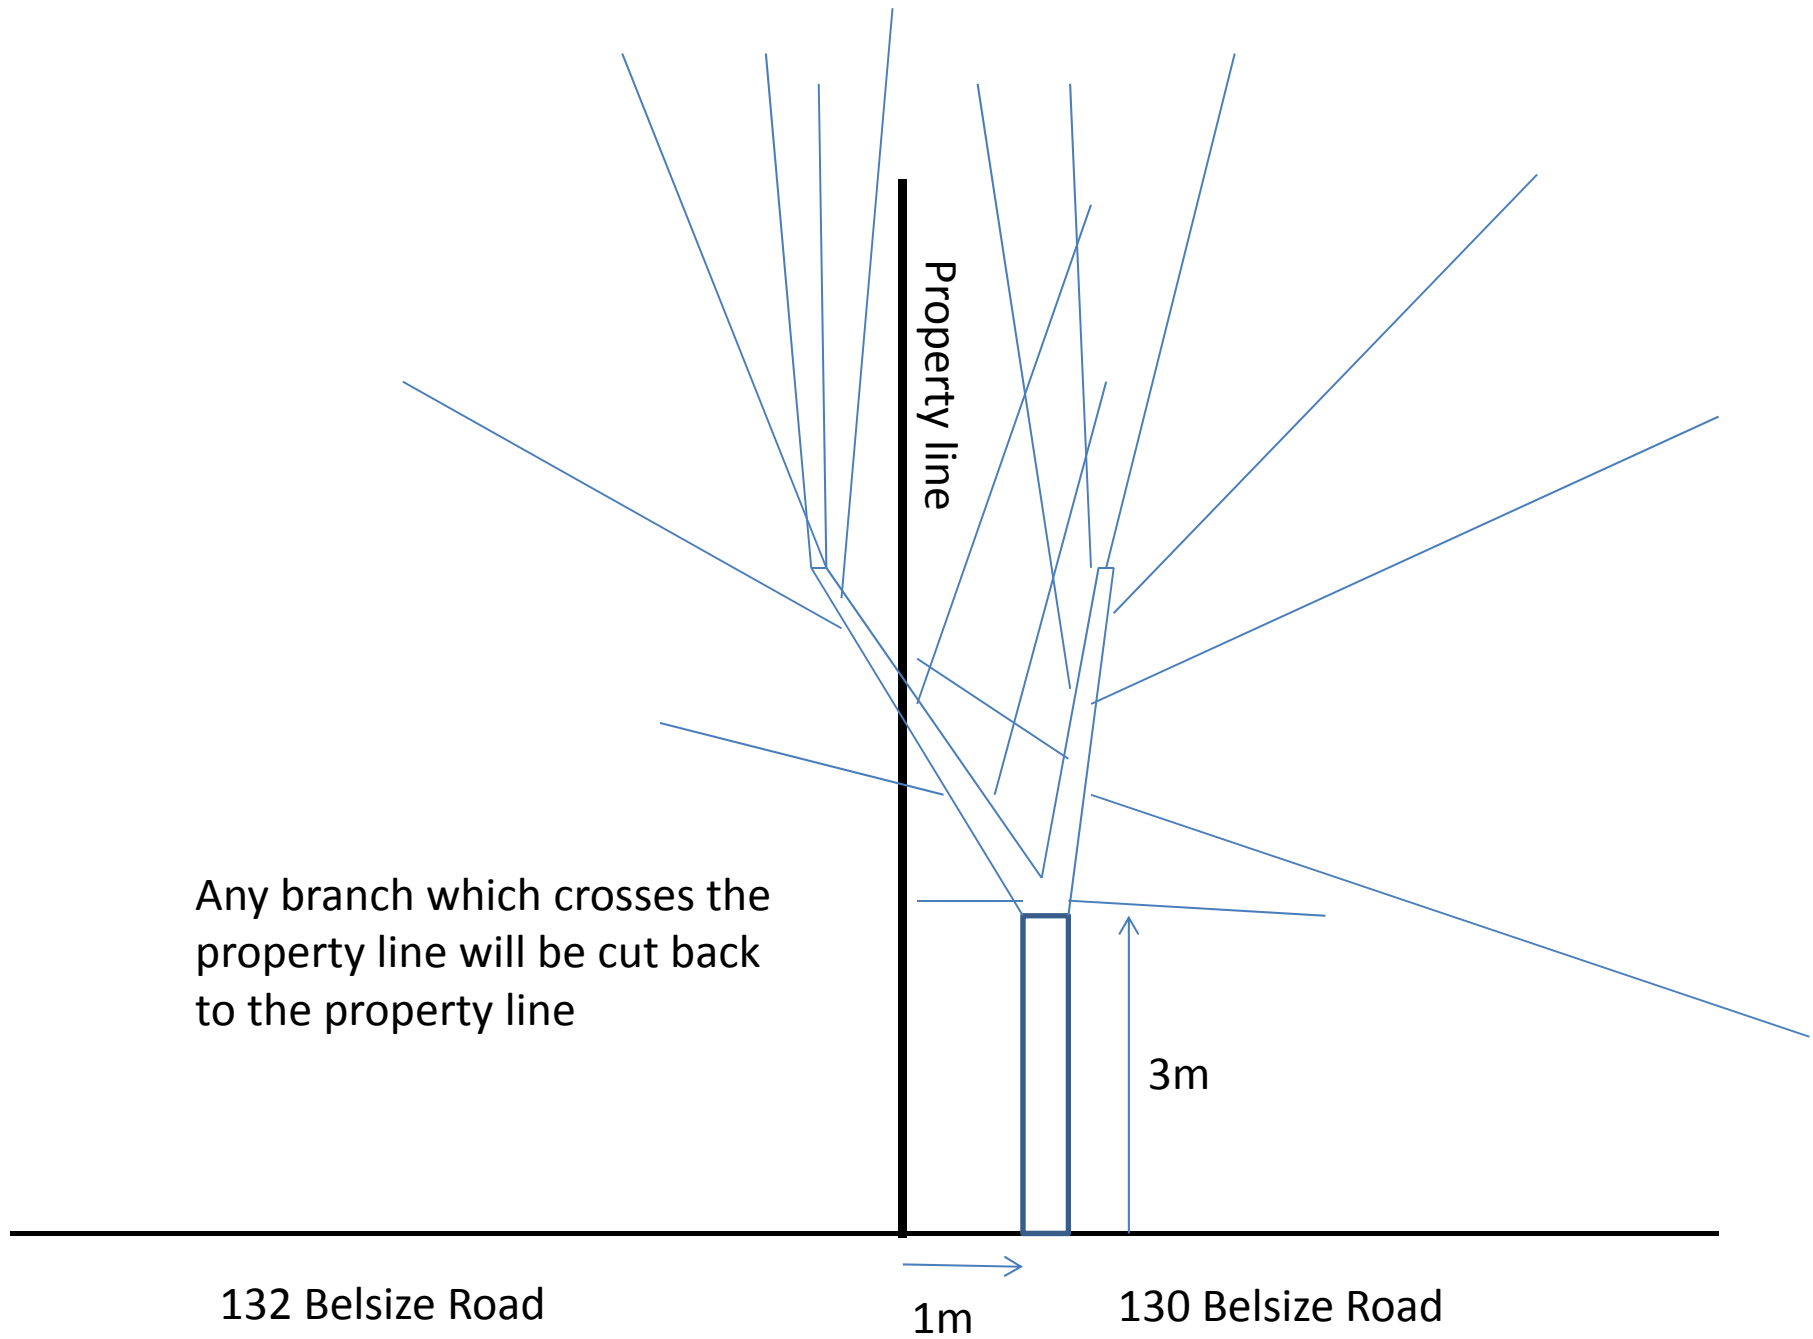 Property line
Any branch which crosses the
property line will be cut back
to the property line
3m
132 Belsize Road
1m
130 Belsize Road